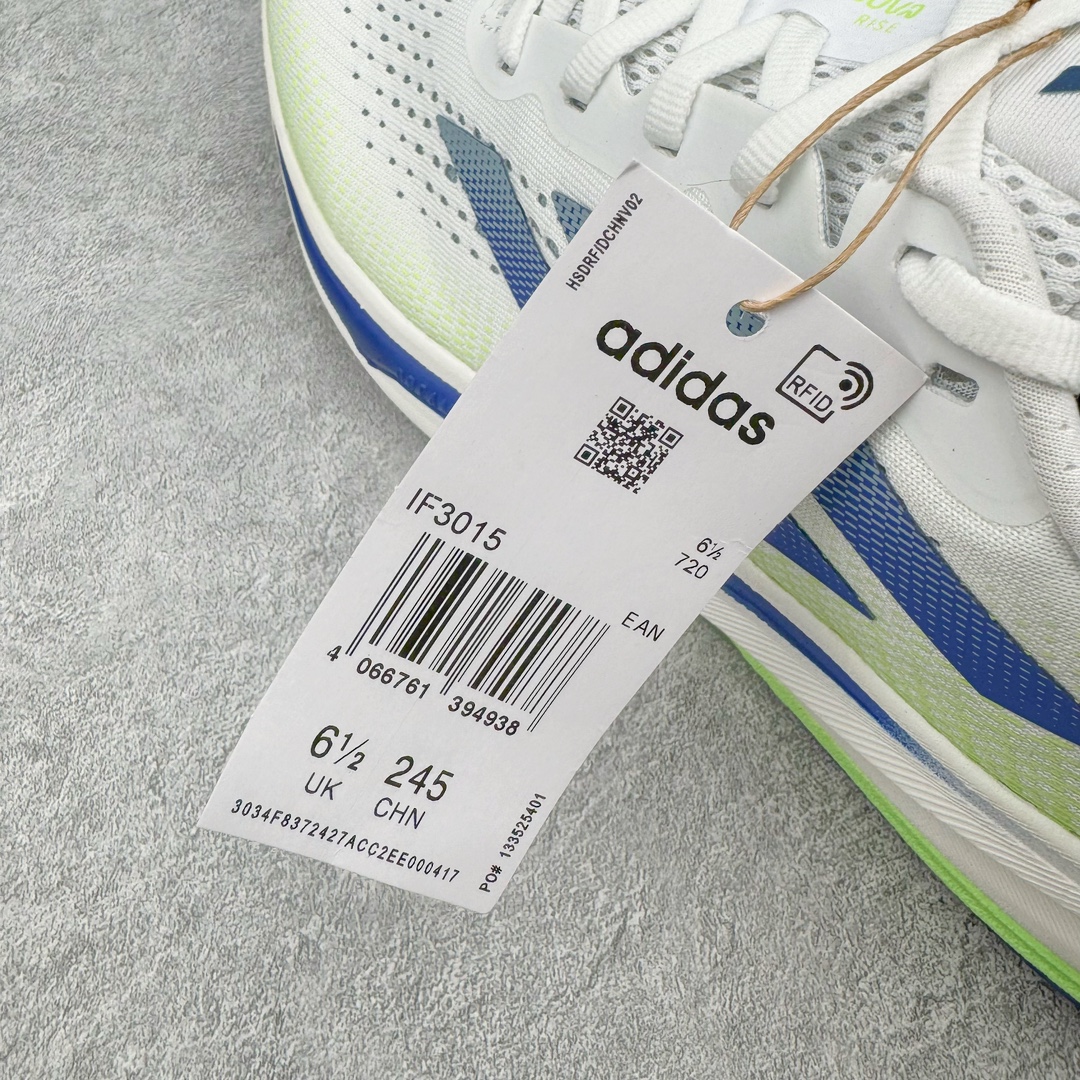 RISE
HSDRFIDCHNV02
adidas
RFID
IF3015
6½
720
EAN
4 066761 394938
6½ 245
UK CHN
3034F8372427ACC2EE000417
PO# 133525401